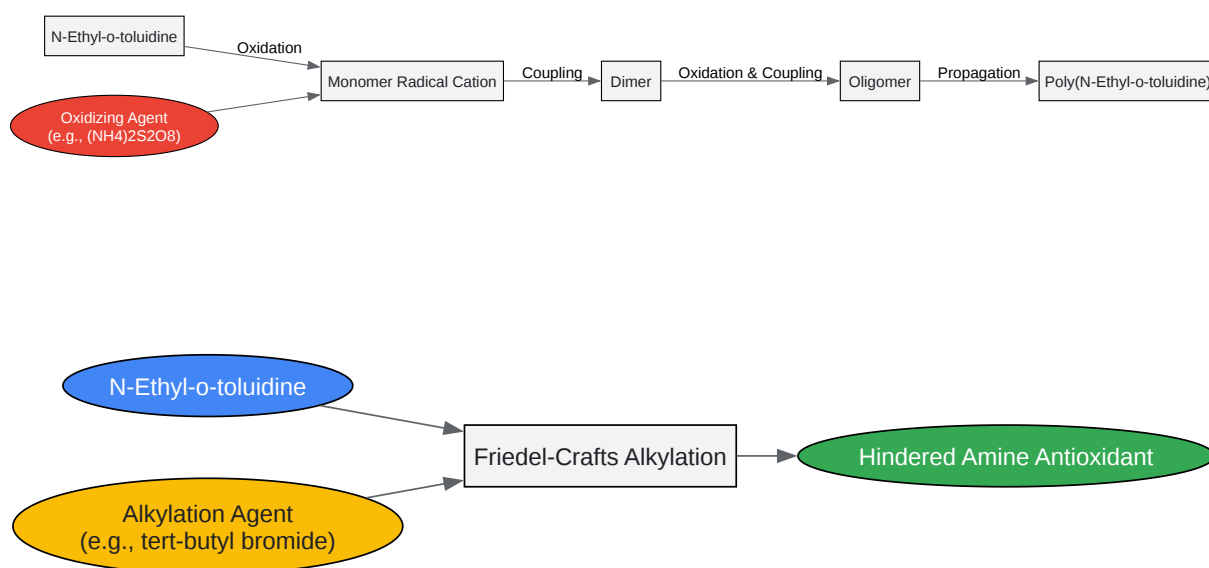 N-Ethyl-o-toluidine
Oxidation
Oxidizing Agent
(e.g., (NH4)2S2O8)
Monomer Radical Cation
Coupling
Dimer
Oxidation & Coupling
Oligomer
Propagation
Poly(N-Ethyl-o-toluidine)
N-Ethyl-o-toluidine
Alkylation Agent
(e.g., tert-butyl bromide)
Friedel-Crafts Alkylation
Hindered Amine Antioxidant